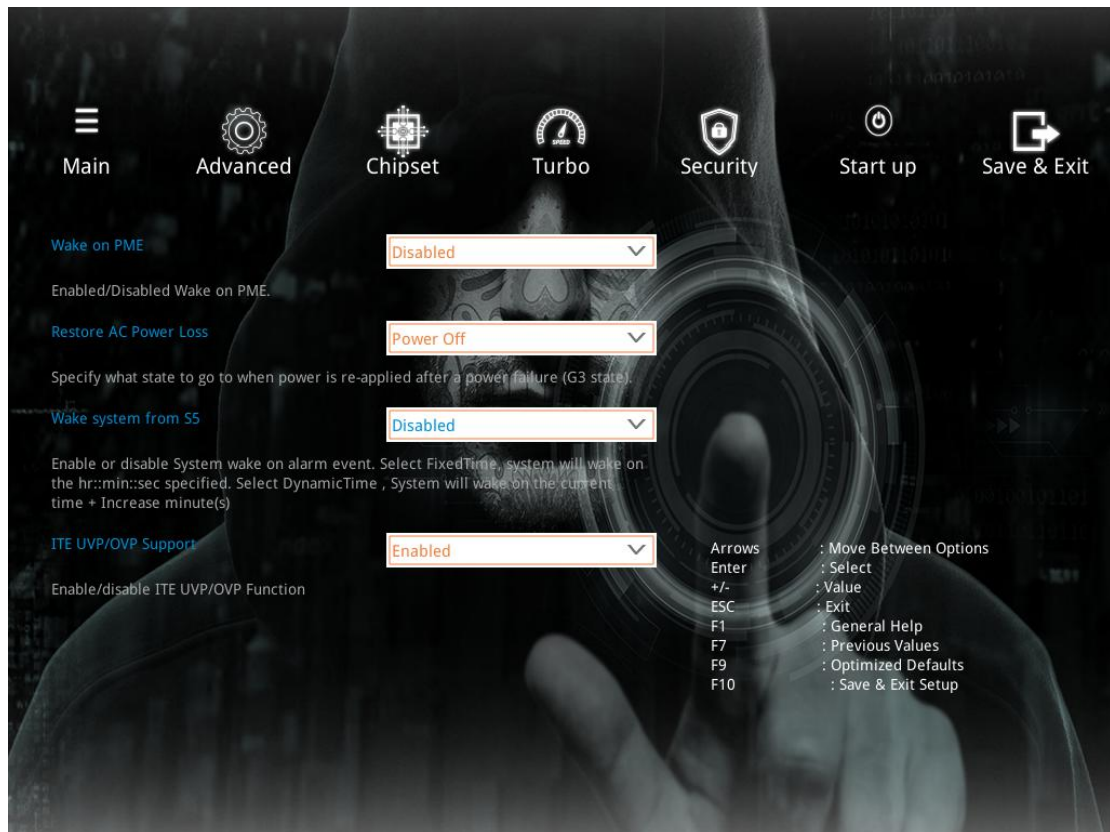 Main
Advanced
Chipset
Turbo
SPEED
Security
Start up
Save & Exit
Wake on PME
Disabled
Enabled/Disabled Wake on PME.
Restore AC Power Loss
Power Off
Specify what state to go to when power is re-applied after a power failure (G3 state).
Wake system from S5
Disabled
Enable or disable System wake on alarm event. Select FixedTime, system will wake on
the hr::min::sec specified. Select DynamicTime , System will wake on the current
time + Increase minute(s)
ITE UVP/OVP Support
Enabled
Enable/disable ITE UVP/OVP Function
Arrows : Move Between Options
Enter : Select
+/- : Value
ESC : Exit
F1 : General Help
F7 : Previous Values
F9 : Optimized Defaults
F10 : Save & Exit Setup